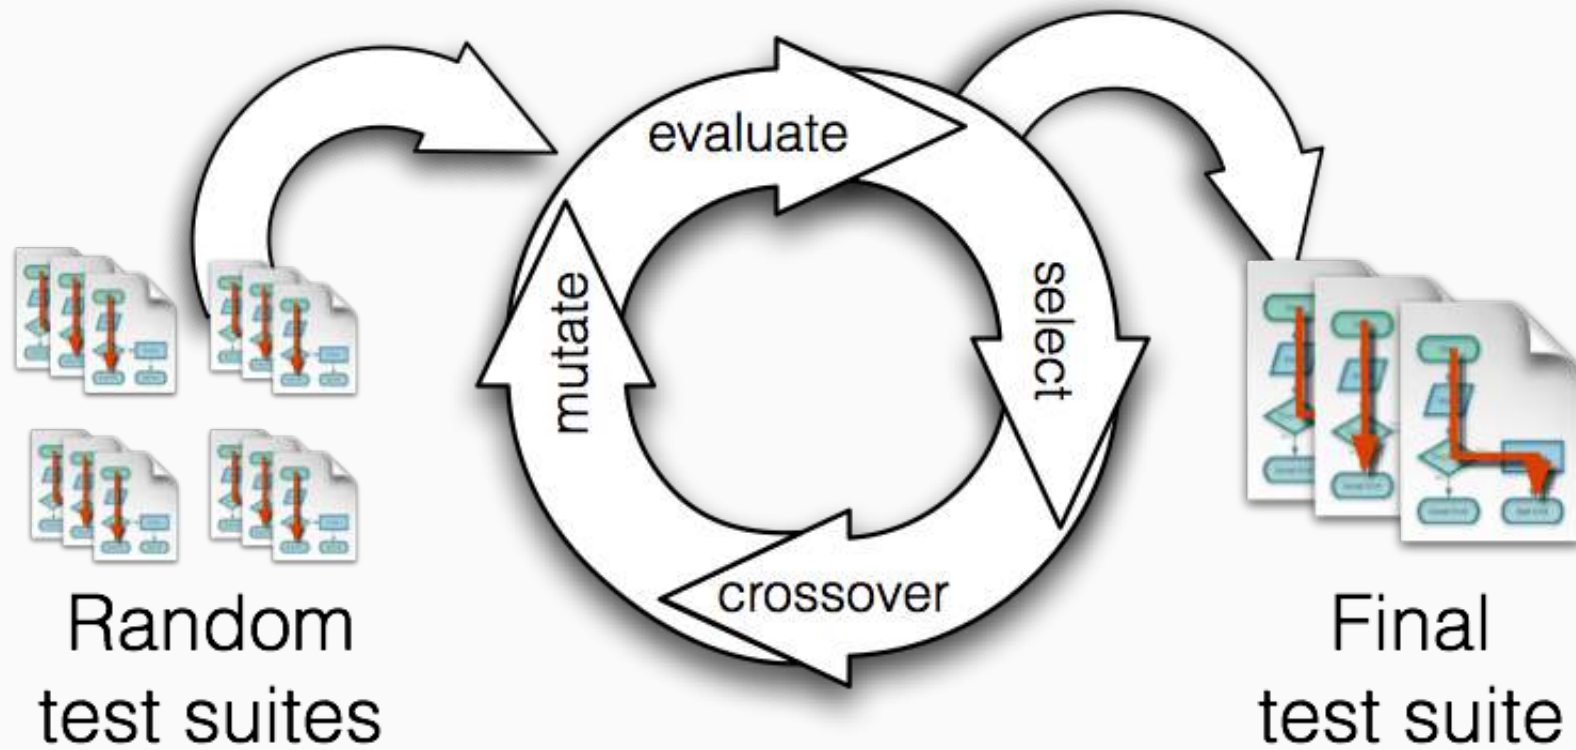 evaluate
select
mutate
crossover
Random
test suites
Final
test suite